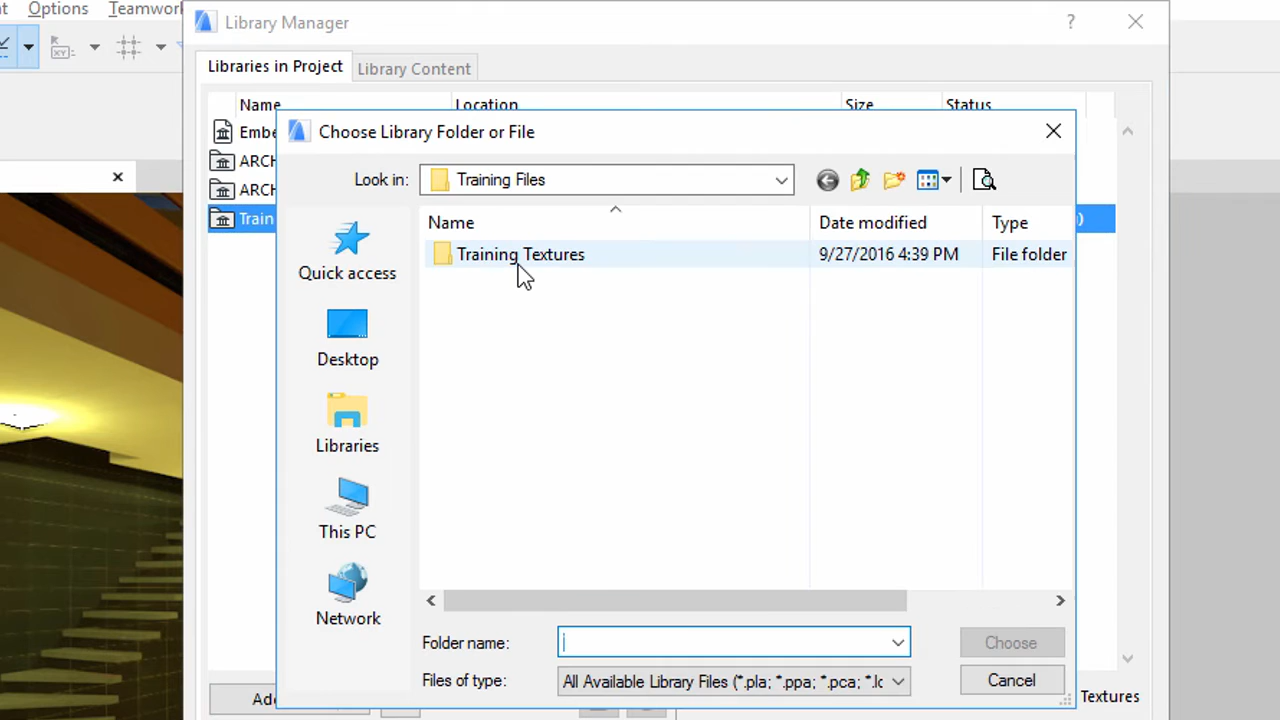 Options Teamwork
Library Manager
?
Libraries in Project
Library Content
Name Location Size Status
Embe
ARCH
ARCH
Train
Choose Library Folder or File
Look in: Training Files
Name Date modified Type
Training Textures 9/27/2016 4:39 PM File folder
Quick access
Desktop
Libraries
This PC
Network
Folder name:
Choose
Files of type: All Available Library Files (*.pla; *.ppa; *.pca; *.lc
Cancel
Add
Textures